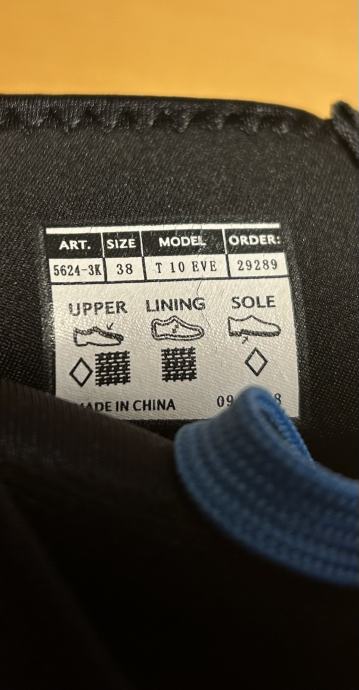 ART. SIZE MODEL ORDER:
5624-3K 38 T 10 EVE 29289
UPPER LINING SOLE
MADE IN CHINA